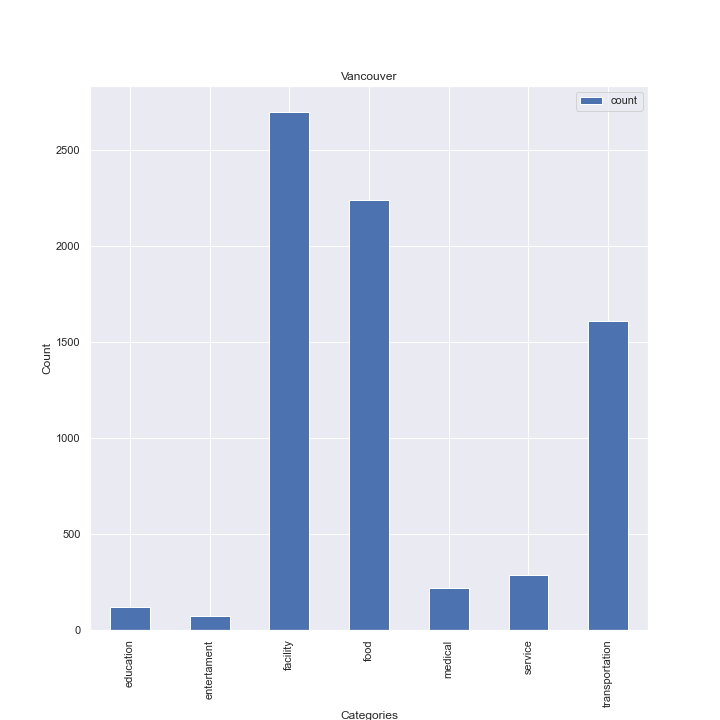 Vancouver
count
2500
2000
1500
1000
500
0
Count
education
entertament
facility
food
medical
service
transportation
Categories